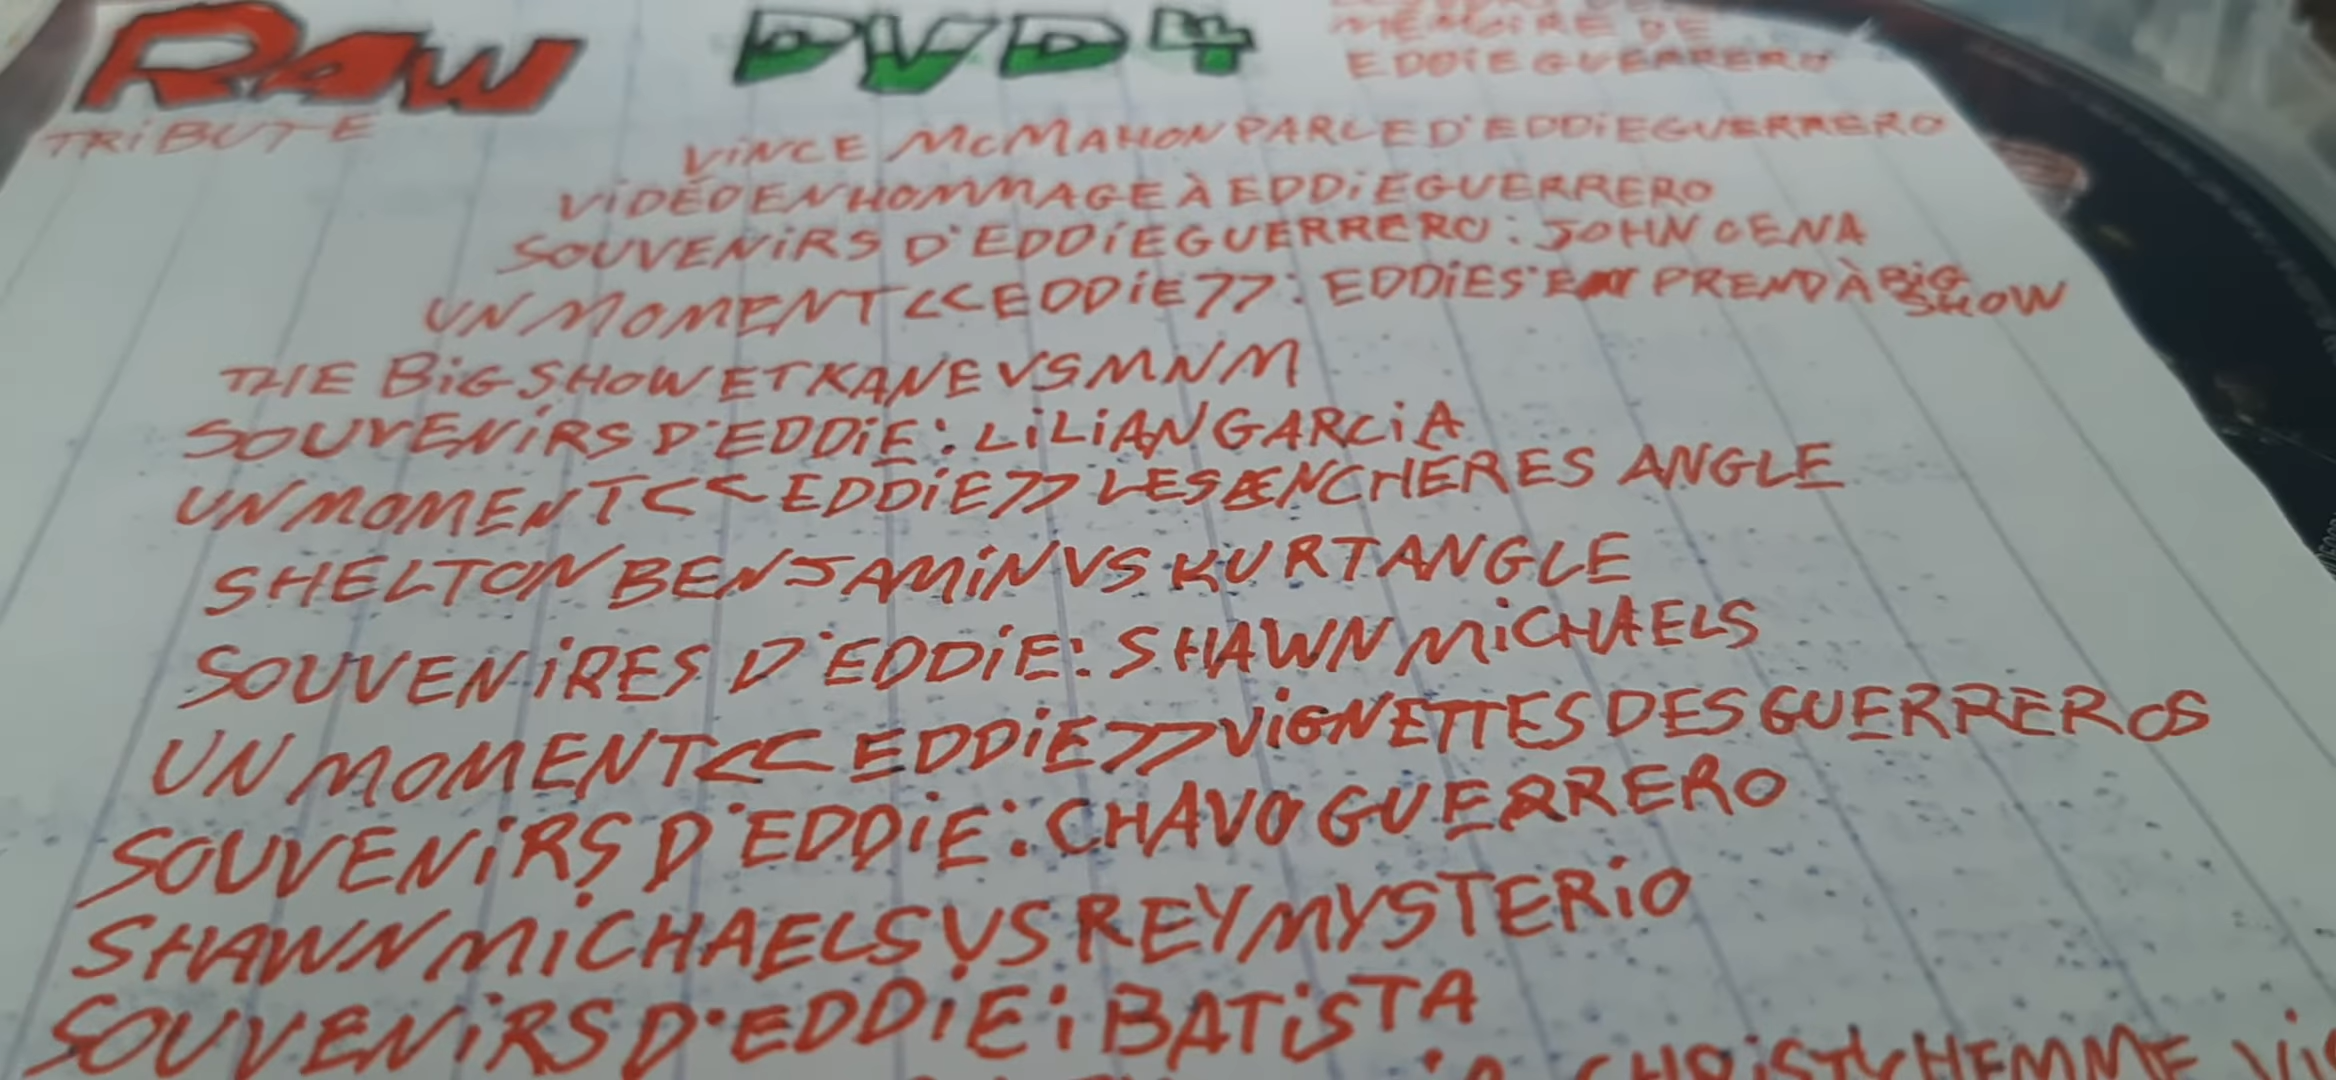 RAW
TRIBUTE
DVD 4
MÉMOIRE DE
EDDIE GUERRERO
VINCE McMAHON PARLE D'EDDIE GUERRERO
VIDÉO EN HOMMAGE À EDDIE GUERRERO
SOUVENIRS D'EDDIE GUERRERO : JOHN CENA
UN MOMENT << EDDIE >> : EDDIE S'EN PREND À BIG SHOW
THE BIG SHOW ET KANE VS MNM
SOUVENIRS D'EDDIE : LILIAN GARCIA
UN MOMENT << EDDIE >> LES ENCHÈRES ANGLE
SHELTON BENJAMIN VS KURT ANGLE
SOUVENIRES D'EDDIE : SHAWN MICHAELS
UN MOMENT << EDDIE >> VIGNETTES DES GUERREROS
SOUVENIRS D'EDDIE : CHAVO GUERRERO
SHAWN MICHAELS VS REY MYSTERIO
SOUVENIRS D'EDDIE : BATISTA
CHRISTY HEMME